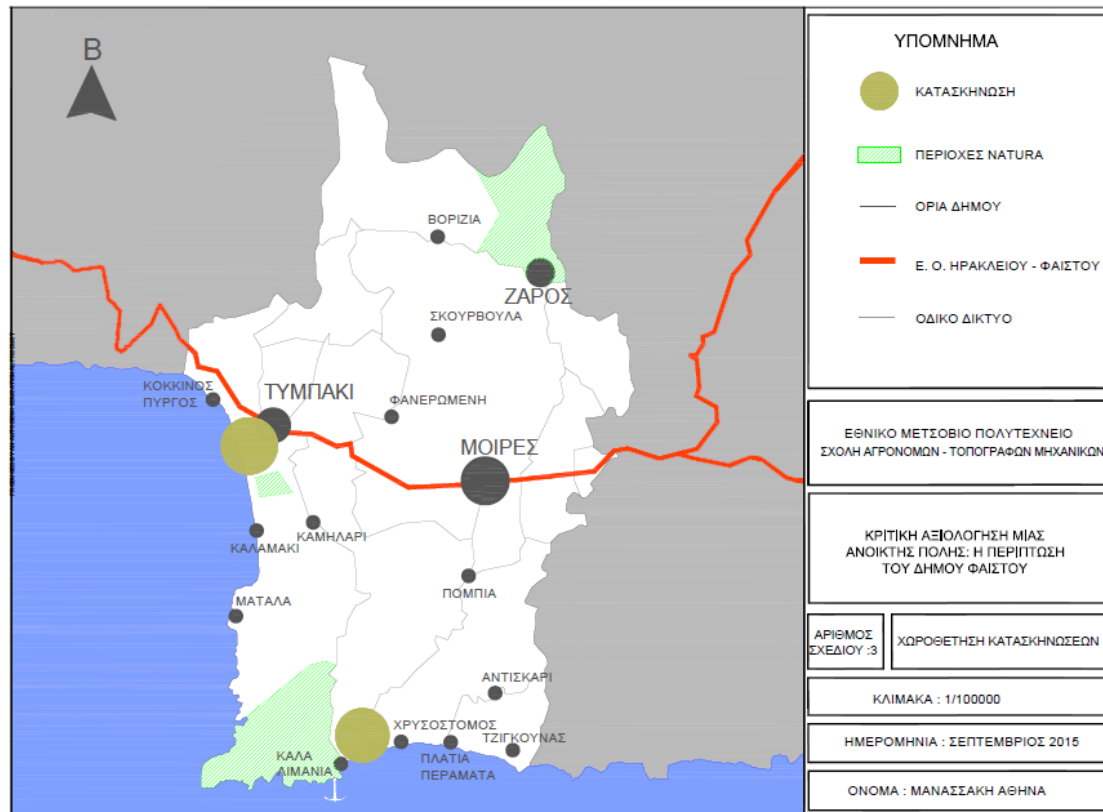 Β
ΒΟΡΙΖΙΑ
ΖΑΡΟΣ
ΣΚΟΥΡΒΟΥΛΑ
ΚΟΚΚΙΝΟΣ
ΠΥΡΓΟΣ
ΤΥΜΠΑΚΙ
ΦΑΝΕΡΩΜΕΝΗ
ΜΟΙΡΕΣ
ΚΑΛΑΜΑΚΙ
ΚΑΜΗΛΑΡΙ
ΠΟΜΠΙΑ
ΜΑΤΑΛΑ
ΑΝΤΙΣΚΑΡΙ
ΧΡΥΣΟΣΤΟΜΟΣ
ΤΖΙΓΚΟΥΝΑΣ
ΚΑΛΑ
ΛΙΜΑΝΙΑ
ΠΛΑΤΙΑ
ΠΕΡΑΜΑΤΑ
ΥΠΟΜΝΗΜΑ
ΚΑΤΑΣΚΗΝΩΣΗ
ΠΕΡΙΟΧΕΣ NATURA
ΟΡΙΑ ΔΗΜΟΥ
Ε. Ο. ΗΡΑΚΛΕΙΟΥ - ΦΑΙΣΤΟΥ
ΟΔΙΚΟ ΔΙΚΤΥΟ
ΕΘΝΙΚΟ ΜΕΤΣΟΒΙΟ ΠΟΛΥΤΕΧΝΕΙΟ
ΣΧΟΛΗ ΑΓΡΟΝΟΜΩΝ - ΤΟΠΟΓΡΑΦΩΝ ΜΗΧΑΝΙΚΩΝ
ΚΡΙΤΙΚΗ ΑΞΙΟΛΟΓΗΣΗ ΜΙΑΣ
ΑΝΟΙΚΤΗΣ ΠΟΛΗΣ: Η ΠΕΡΙΠΤΩΣΗ
ΤΟΥ ΔΗΜΟΥ ΦΑΙΣΤΟΥ
ΑΡΙΘΜΟΣ
ΣΧΕΔΙΟΥ :3
ΧΩΡΟΘΕΤΗΣΗ ΚΑΤΑΣΚΗΝΩΣΕΩΝ
ΚΛΙΜΑΚΑ : 1/100000
ΗΜΕΡΟΜΗΝΙΑ : ΣΕΠΤΕΜΒΡΙΟΣ 2015
ΟΝΟΜΑ : ΜΑΝΑΣΣΑΚΗ ΑΘΗΝΑ